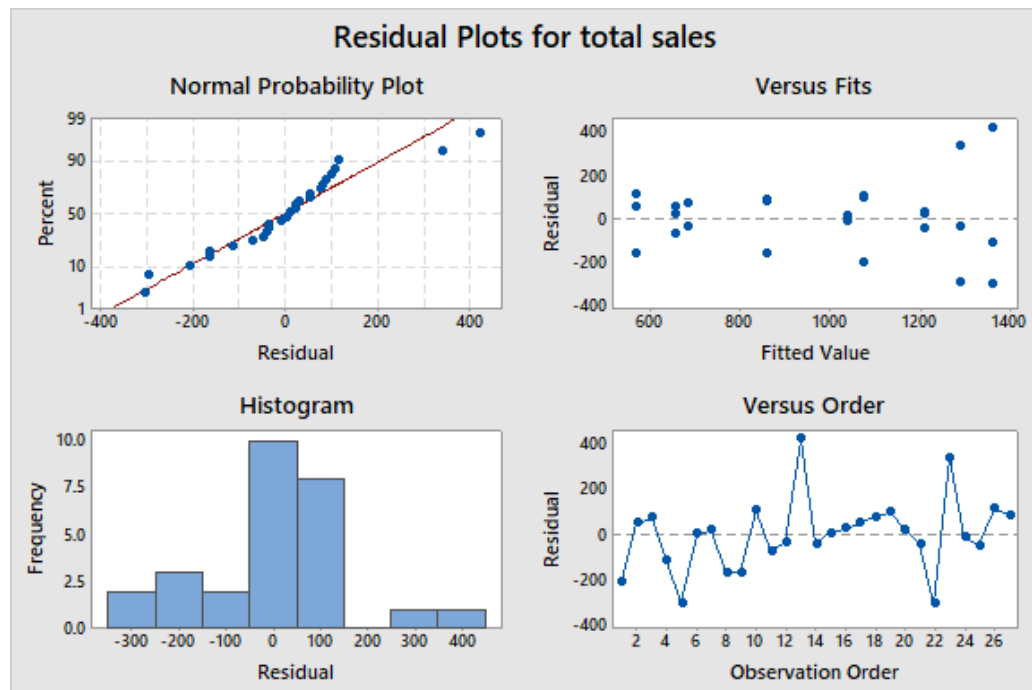 Residual Plots for total sales
Normal Probability Plot
99
90
50
10
1
Percent
-400 -200 0 200 400
Residual
Versus Fits
400
200
0
-200
-400
Residual
600 800 1000 1200 1400
Fitted Value
Histogram
10.0
7.5
5.0
2.5
0.0
Frequency
-300 -200 -100 0 100 200 300 400
Residual
Versus Order
400
200
0
-200
-400
Residual
2 4 6 8 10 12 14 16 18 20 22 24 26
Observation Order